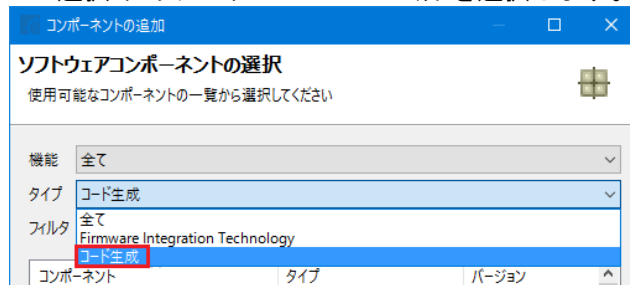 コンポーネントの追加
ソフトウェアコンポーネントの選択
使用可能なコンポーネントの一覧から選択してください
機能 全て
タイプ コード生成
フィルタ 全て
Firmware Integration Technology
コード生成
コンポーネント タイプ バージョン